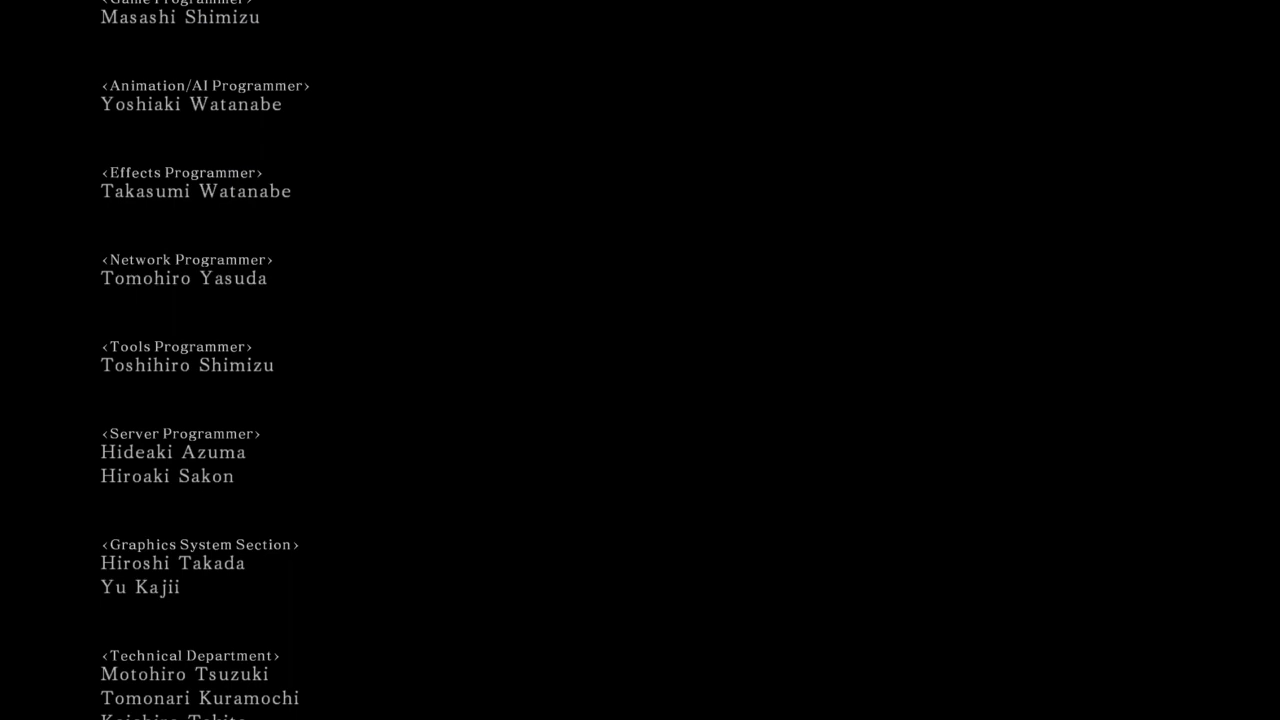 ‹Game Programmer›
Masashi Shimizu
‹Animation/AI Programmer›
Yoshiaki Watanabe
‹Effects Programmer›
Takasumi Watanabe
‹Network Programmer›
Tomohiro Yasuda
‹Tools Programmer›
Toshihiro Shimizu
‹Server Programmer›
Hideaki Azuma
Hiroaki Sakon
‹Graphics System Section›
Hiroshi Takada
Yu Kajii
‹Technical Department›
Motohiro Tsuzuki
Tomonari Kuramochi